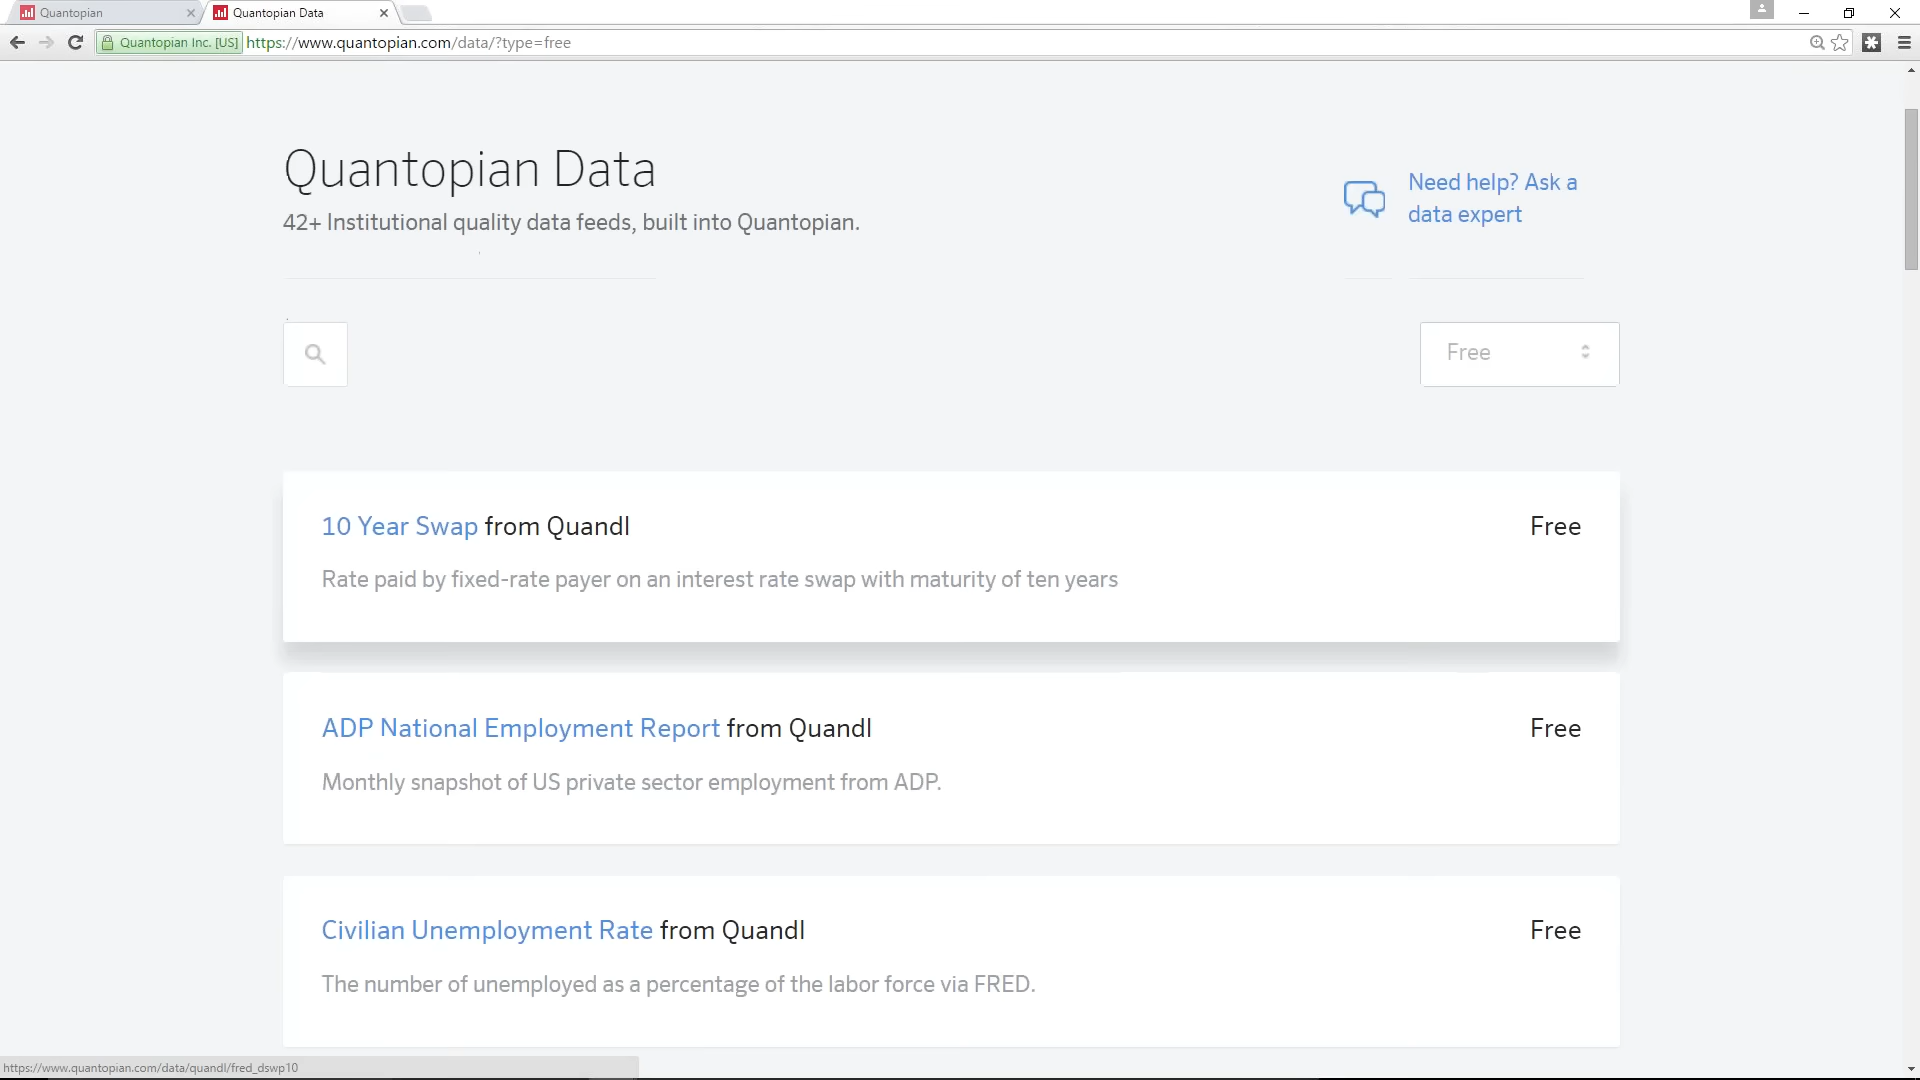 Quantopian
Quantopian Data
Quantopian Inc. [US] https://www.quantopian.com/data/?type=free
Quantopian Data
42+ Institutional quality data feeds, built into Quantopian.
Need help? Ask a
data expert
Free
10 Year Swap from Quandl
Free
Rate paid by fixed-rate payer on an interest rate swap with maturity of ten years
ADP National Employment Report from Quandl
Free
Monthly snapshot of US private sector employment from ADP.
Civilian Unemployment Rate from Quandl
Free
The number of unemployed as a percentage of the labor force via FRED.
https://www.quantopian.com/data/quandl/fred_dswp10